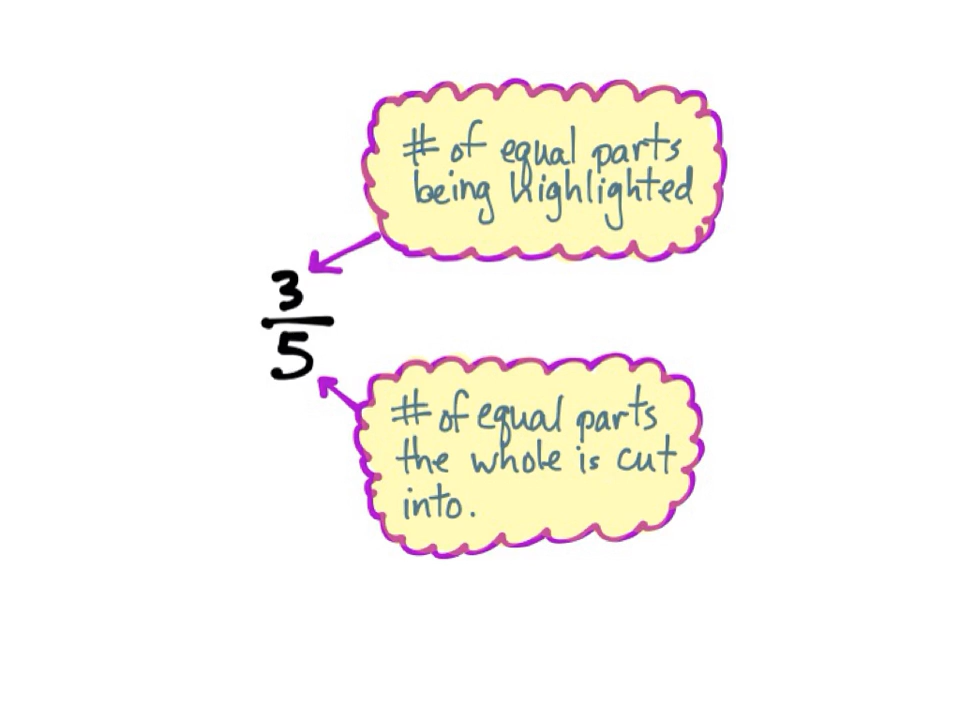 # of equal parts
being highlighted
3
5
# of equal parts
the whole is cut
into.